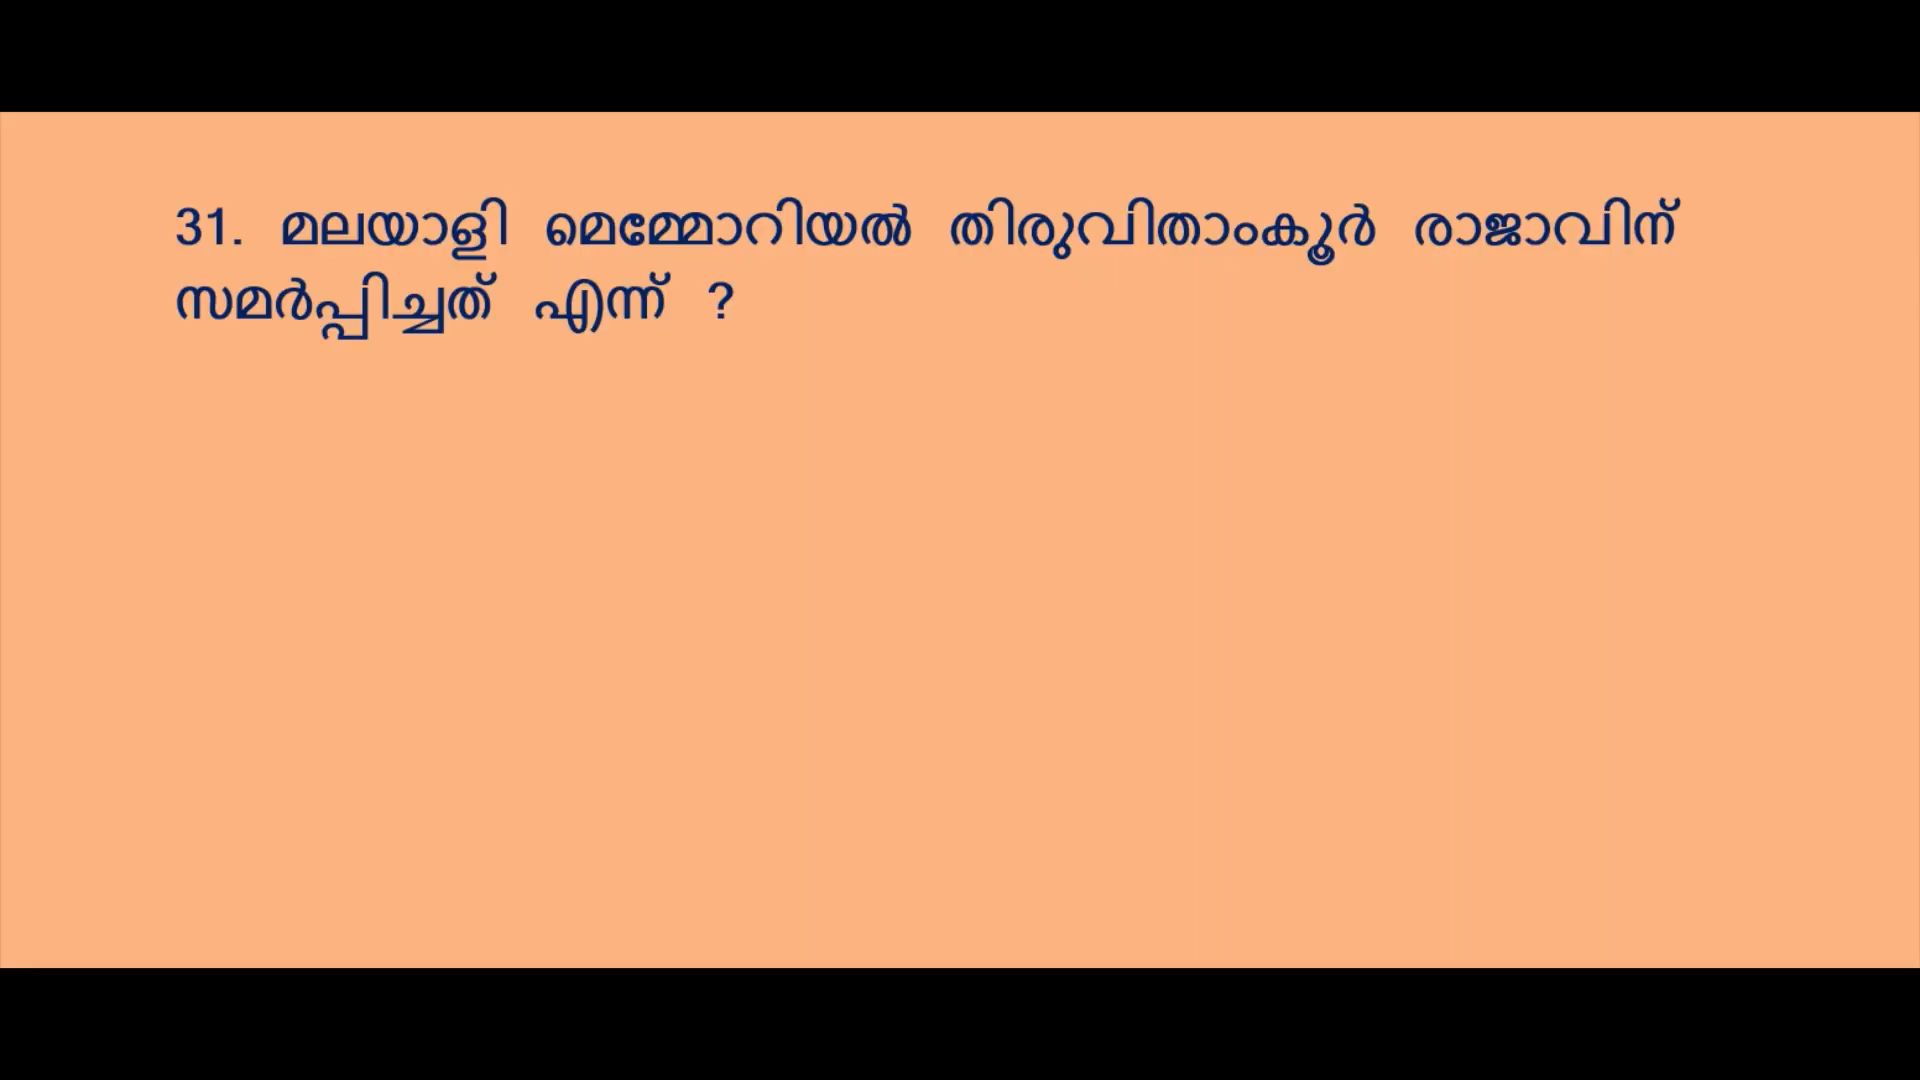 31. മലയാളി മെമ്മോറിയൽ തിരുവിതാംകൂർ രാജാവിന്
സമർപ്പിച്ചത് എന്ന് ?